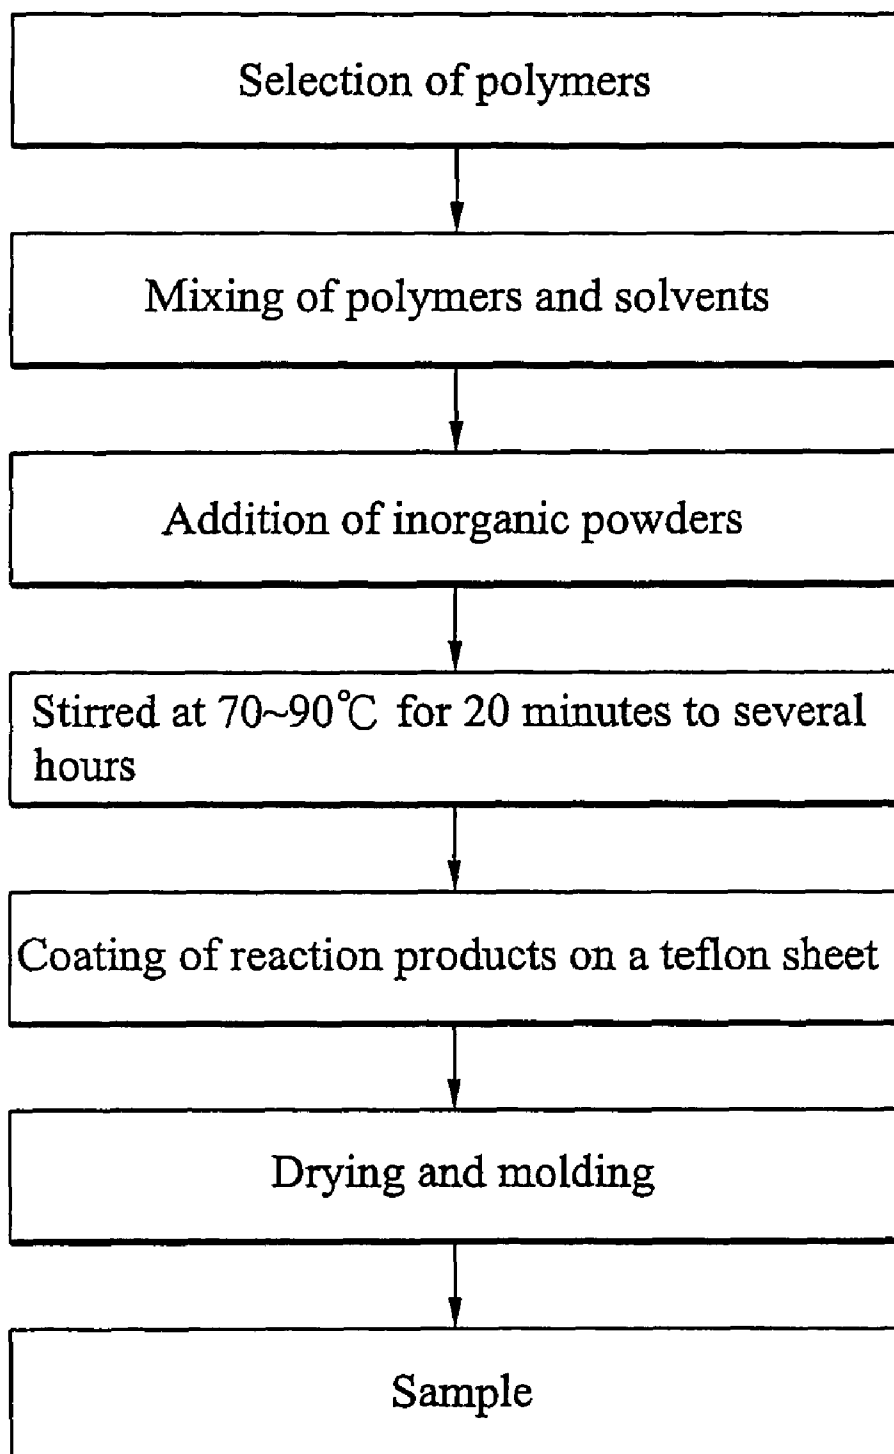 Selection of polymers
Mixing of polymers and solvents
Addition of inorganic powders
Stirred at 70~90℃ for 20 minutes to several
hours
Coating of reaction products on a teflon sheet
Drying and molding
Sample